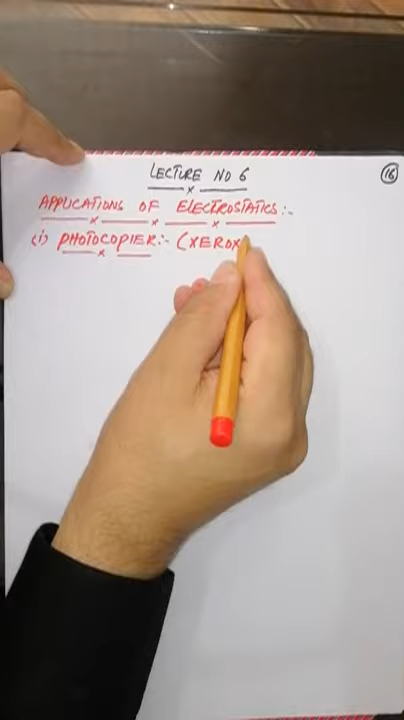 LECTURE NO 6
16
APPLICATIONS OF ELECTROSTATICS:-
(i) PHOTOCOPIER:- (XEROX